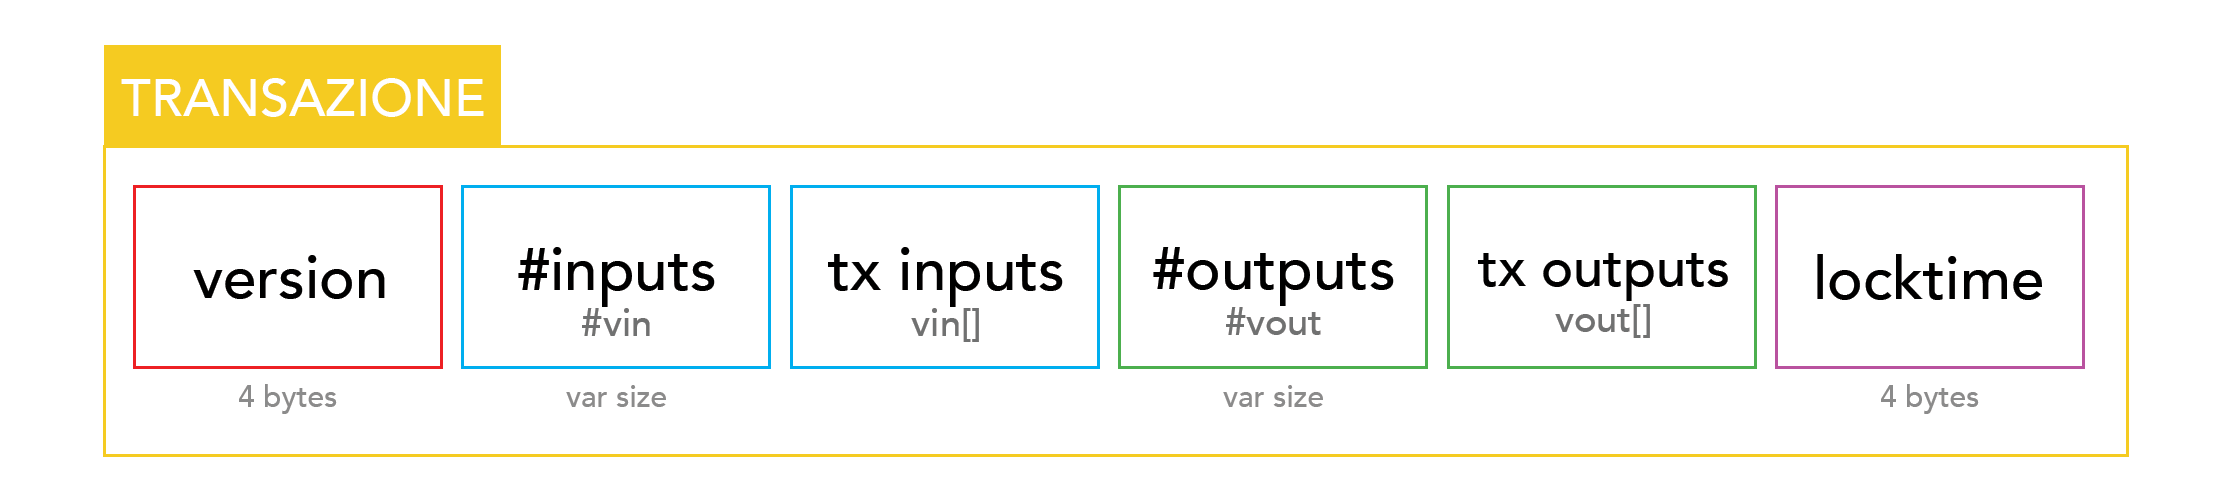 TRANSAZIONE
version
4 bytes
#inputs
#vin
var size
tx inputs
vin[]
#outputs
#vout
var size
tx outputs
vout[]
locktime
4 bytes